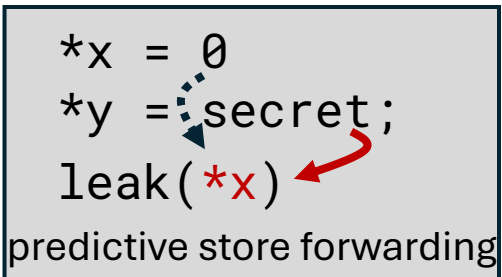 *x = 0
*y = secret;
leak(*x)
predictive store forwarding